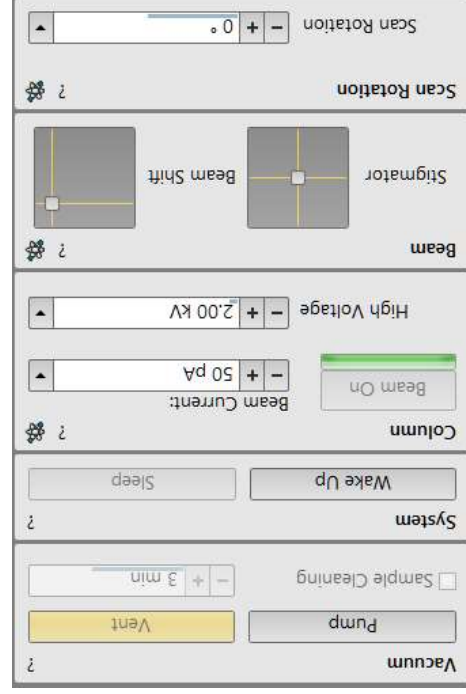 Vacuum ?
Pump Vent
Sample Cleaning - + 3 min
System ?
Wake Up Sleep
Column ?
Beam Current:
Beam On - + 50 pA
High Voltage - + 2.00 kV
Beam ?
Stigmator Beam Shift
Scan Rotation ?
Scan Rotation - + 0 °